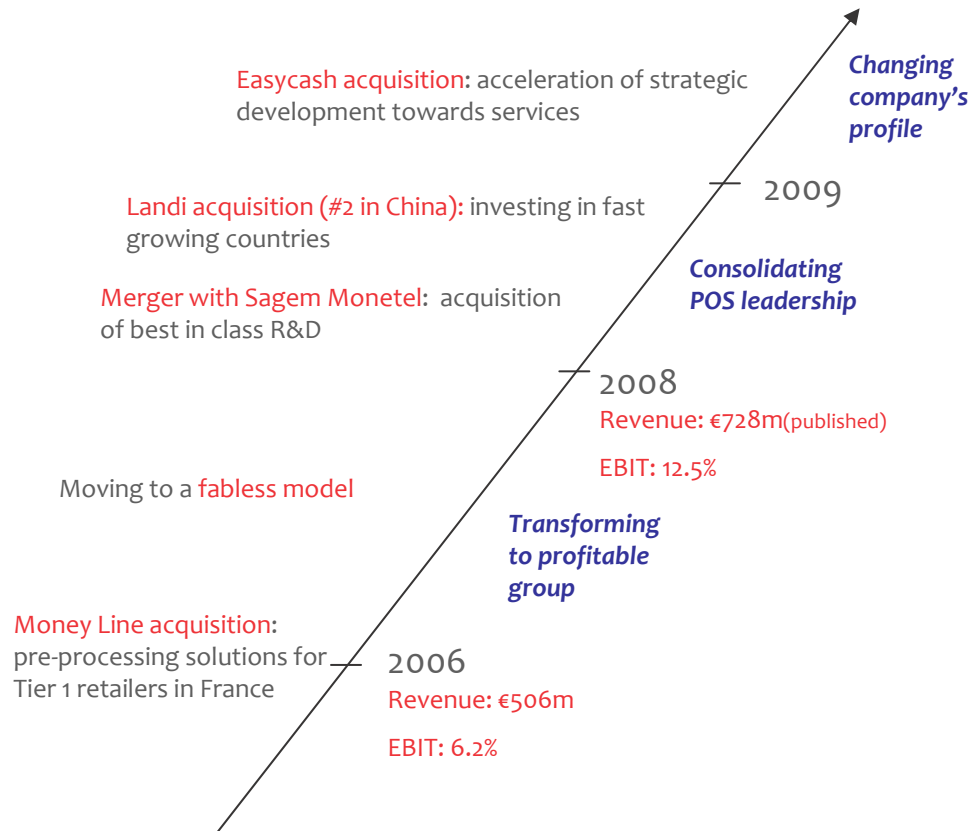 Easycash acquisition: acceleration of strategic
development towards services
Changing
company's
profile
2009
Landi acquisition (#2 in China): investing in fast
growing countries
Consolidating
POS leadership
Merger with Sagem Monetel:  acquisition
of best in class R&D
2008
Revenue: €728m(published)
EBIT: 12.5%
Moving to a fabless model
Transforming
to profitable
group
Money Line acquisition:
pre-processing solutions for
Tier 1 retailers in France
2006
Revenue: €506m
EBIT: 6.2%